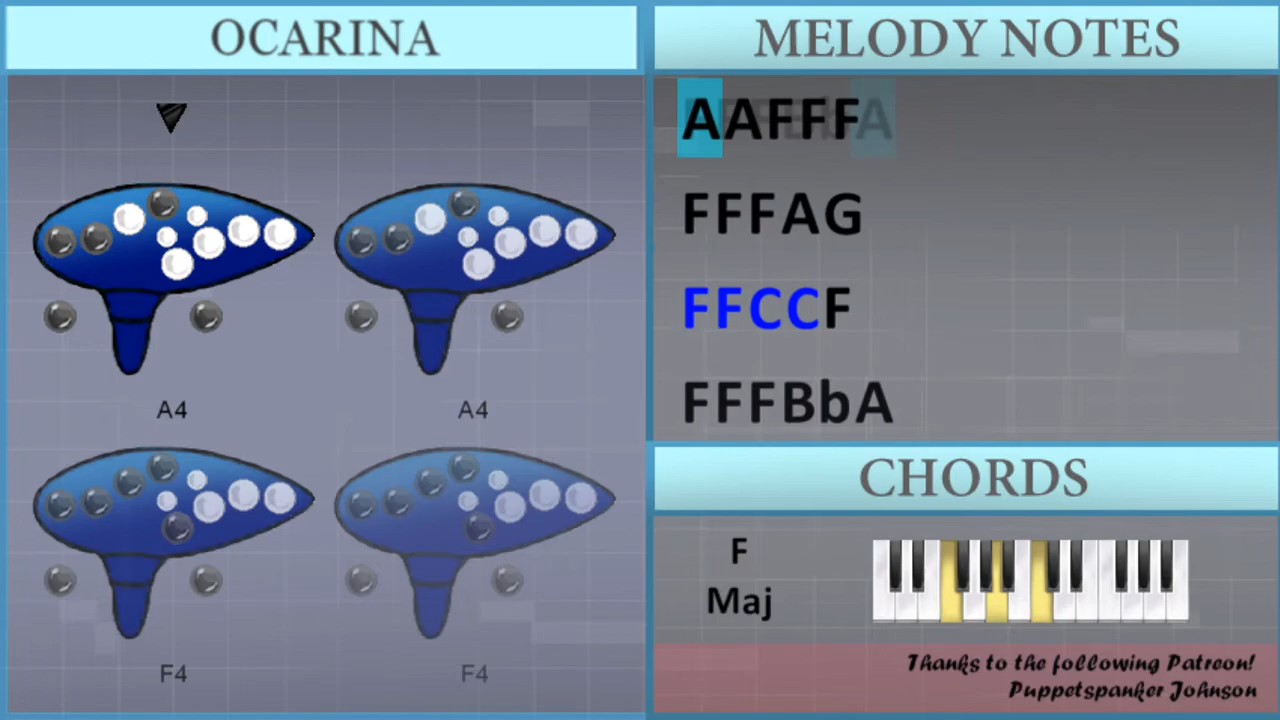 OCARINA
A4
A4
F4
F4
MELODY NOTES
AAFFF
FFFAG
FFCCF
FFFBbA
CHORDS
F
Maj
Thanks to the following Patreon!
Puppetspanker Johnson